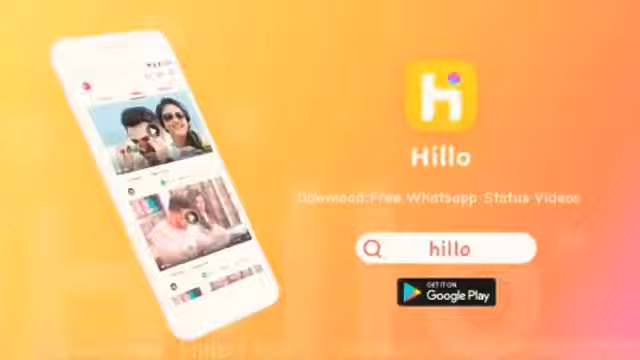 Hillo
Download Free Whatsapp Status Videos
hillo
GET IT ON
Google Play